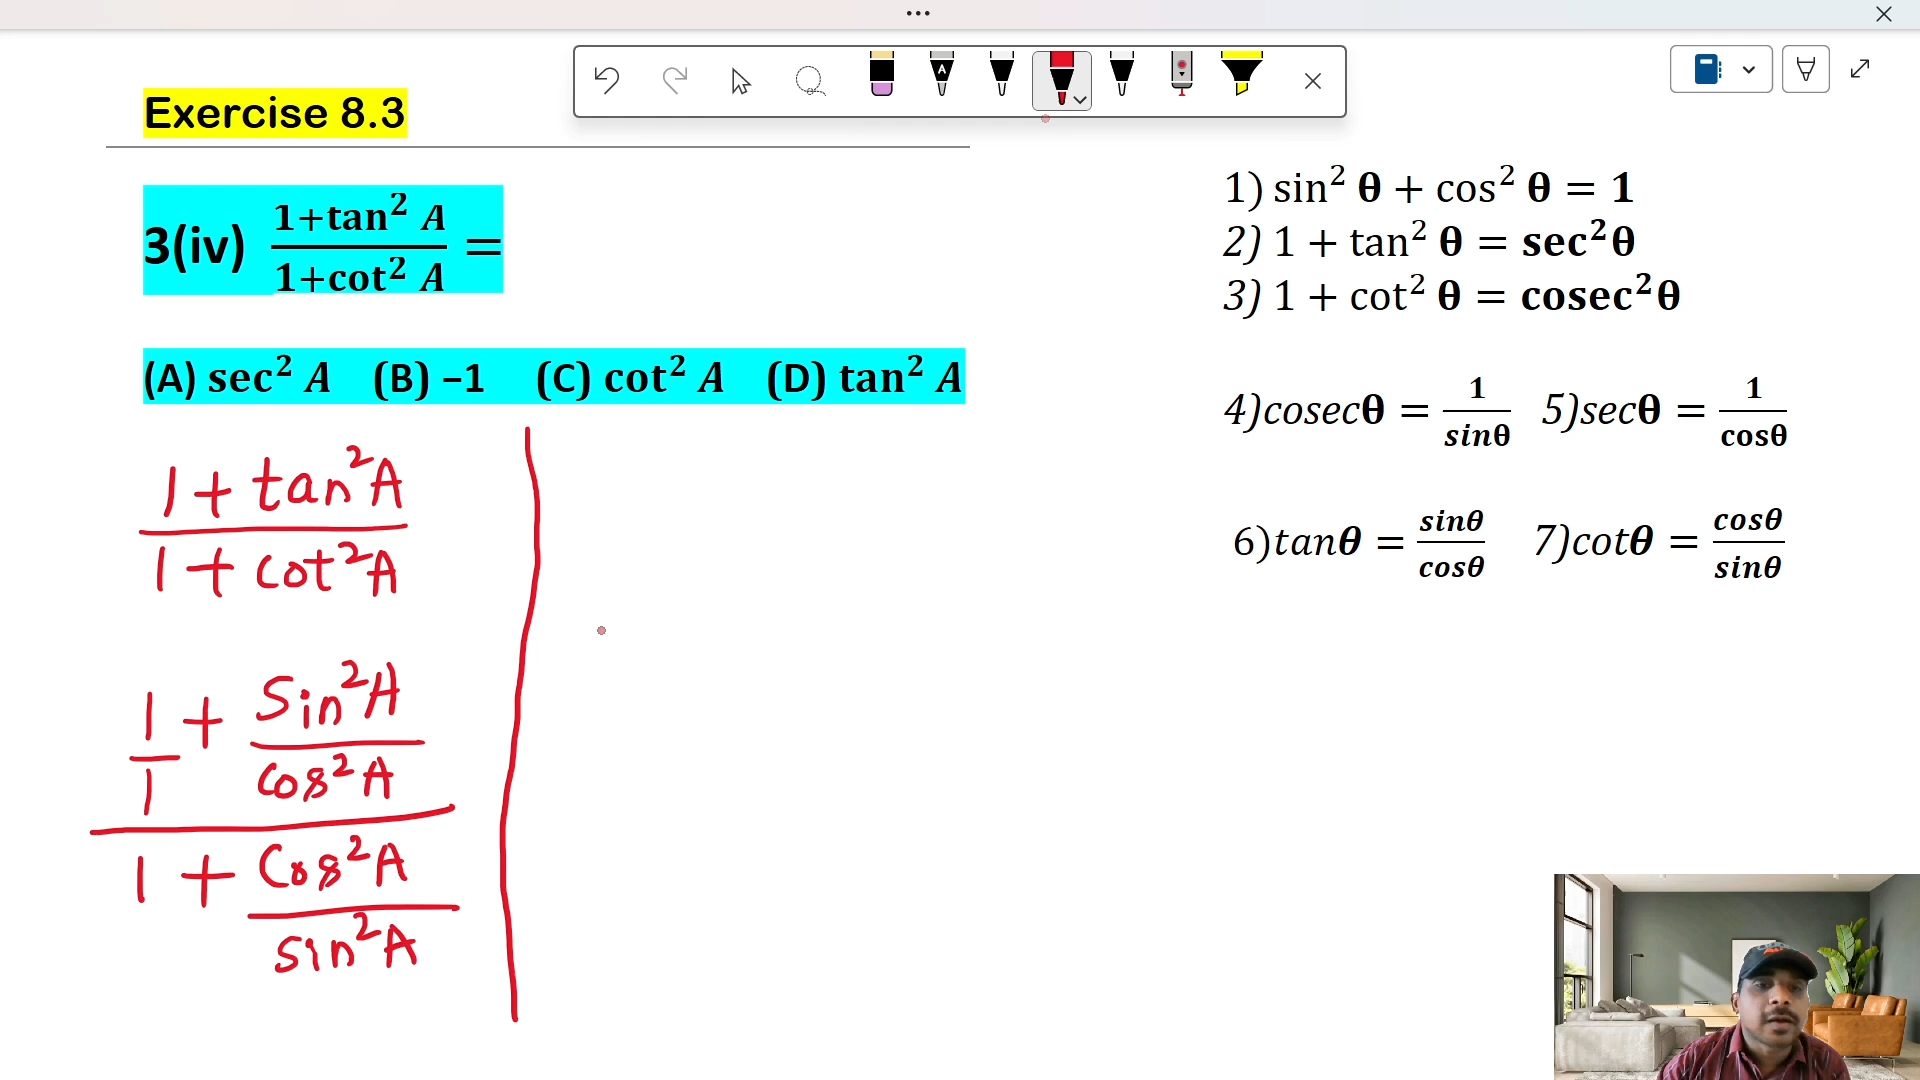 Exercise 8.3
3(iv) (1+tan² A)/(1+cot² A) =
(A) sec² A (B) −1 (C) cot² A (D) tan² A
1 + tan²A
1 + cot²A
1/1 + Sin²A/Cos²A
1 + Cos²A/sin²A
1) sin² θ + cos² θ = 1
2) 1 + tan² θ = sec²θ
3) 1 + cot² θ = cosec²θ
4)cosecθ = 1/sinθ 5)secθ = 1/cosθ
6)tanθ = sinθ/cosθ 7)cotθ = cosθ/sinθ